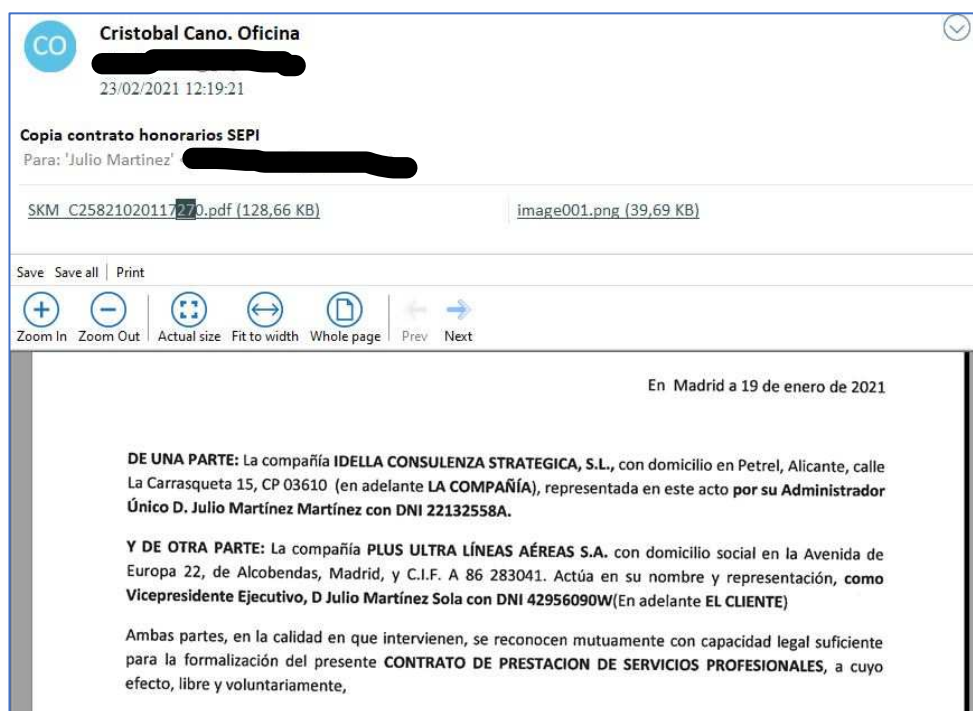 CO
Cristobal Cano. Oficina
23/02/2021 12:19:21
Copia contrato honorarios SEPI
Para: 'Julio Martinez'
SKM_C25821020117270.pdf (128,66 KB)
image001.png (39,69 KB)
Save Save all | Print
Zoom In Zoom Out Actual size Fit to width Whole page Prev Next
En Madrid a 19 de enero de 2021
DE UNA PARTE: La compañía IDELLA CONSULENZA STRATEGICA, S.L., con domicilio en Petrel, Alicante, calle
La Carrasqueta 15, CP 03610 (en adelante LA COMPAÑÍA), representada en este acto por su Administrador
Único D. Julio Martínez Martínez con DNI 22132558A.
Y DE OTRA PARTE: La compañía PLUS ULTRA LÍNEAS AÉREAS S.A. con domicilio social en la Avenida de
Europa 22, de Alcobendas, Madrid, y C.I.F. A 86 283041. Actúa en su nombre y representación, como
Vicepresidente Ejecutivo, D Julio Martínez Sola con DNI 42956090W(En adelante EL CLIENTE)
Ambas partes, en la calidad en que intervienen, se reconocen mutuamente con capacidad legal suficiente
para la formalización del presente CONTRATO DE PRESTACION DE SERVICIOS PROFESIONALES, a cuyo
efecto, libre y voluntariamente,